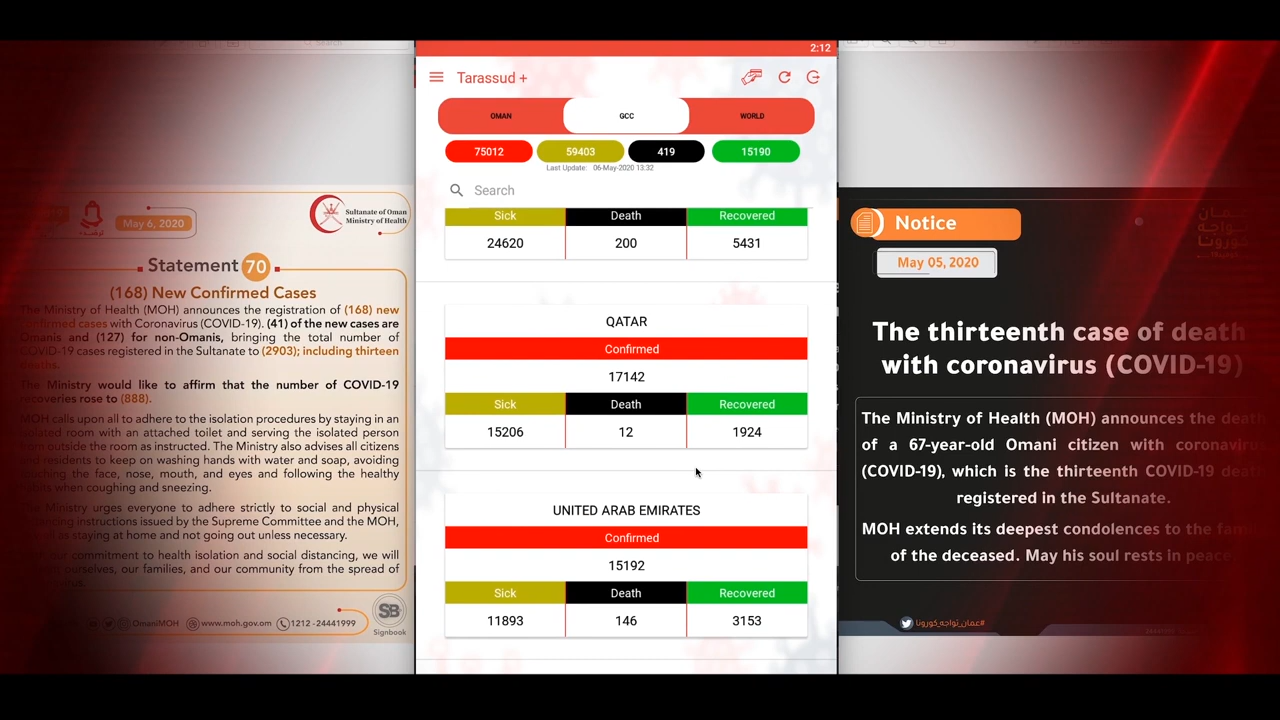 Search
May 6, 2020
Sultanate of Oman
Ministry of Health
Statement 70
(168) New Confirmed Cases
The Ministry of Health (MOH) announces the registration of (168) new
confirmed cases with Coronavirus (COVID-19). (41) of the new cases are
Omanis and (127) for non-Omanis, bringing the total number of
COVID-19 cases registered in the Sultanate to (2903); including thirteen
deaths.
The Ministry would like to affirm that the number of COVID-19
recoveries rose to (888).
MOH calls upon all to adhere to the isolation procedures by staying in an
isolated room with an attached toilet and serving the isolated person
from outside the room as instructed. The Ministry also advises all citizens
and residents to keep on washing hands with water and soap, avoiding
touching the face, nose, mouth, and eyes and following the healthy
habits when coughing and sneezing.
The Ministry urges everyone to adhere strictly to social and physical
distancing instructions issued by the Supreme Committee and the MOH,
as well as staying at home and not going out unless necessary.
our commitment to health isolation and social distancing, we will
ourselves, our families, and our community from the spread of
OmaniMOH www.moh.gov.om 1212 -24441999
SB
Signbook
2:12
Tarassud +
OMAN GCC WORLD
75012 59403 419 15190
Last Update: 06-May-2020 13:32
Search
Sick Death Recovered
24620 200 5431
QATAR
Confirmed
17142
Sick Death Recovered
15206 12 1924
UNITED ARAB EMIRATES
Confirmed
15192
Sick Death Recovered
11893 146 3153
Notice
عمان
تواجه
كورونا
May 05, 2020
The thirteenth case of death
with coronavirus (COVID-19)
The Ministry of Health (MOH) announces the death
of a 67-year-old Omani citizen with coronavirus
(COVID-19), which is the thirteenth COVID-19 death
registered in the Sultanate.
MOH extends its deepest condolences to the family
of the deceased. May his soul rests in peace
#عمان_تواجه_كورونا